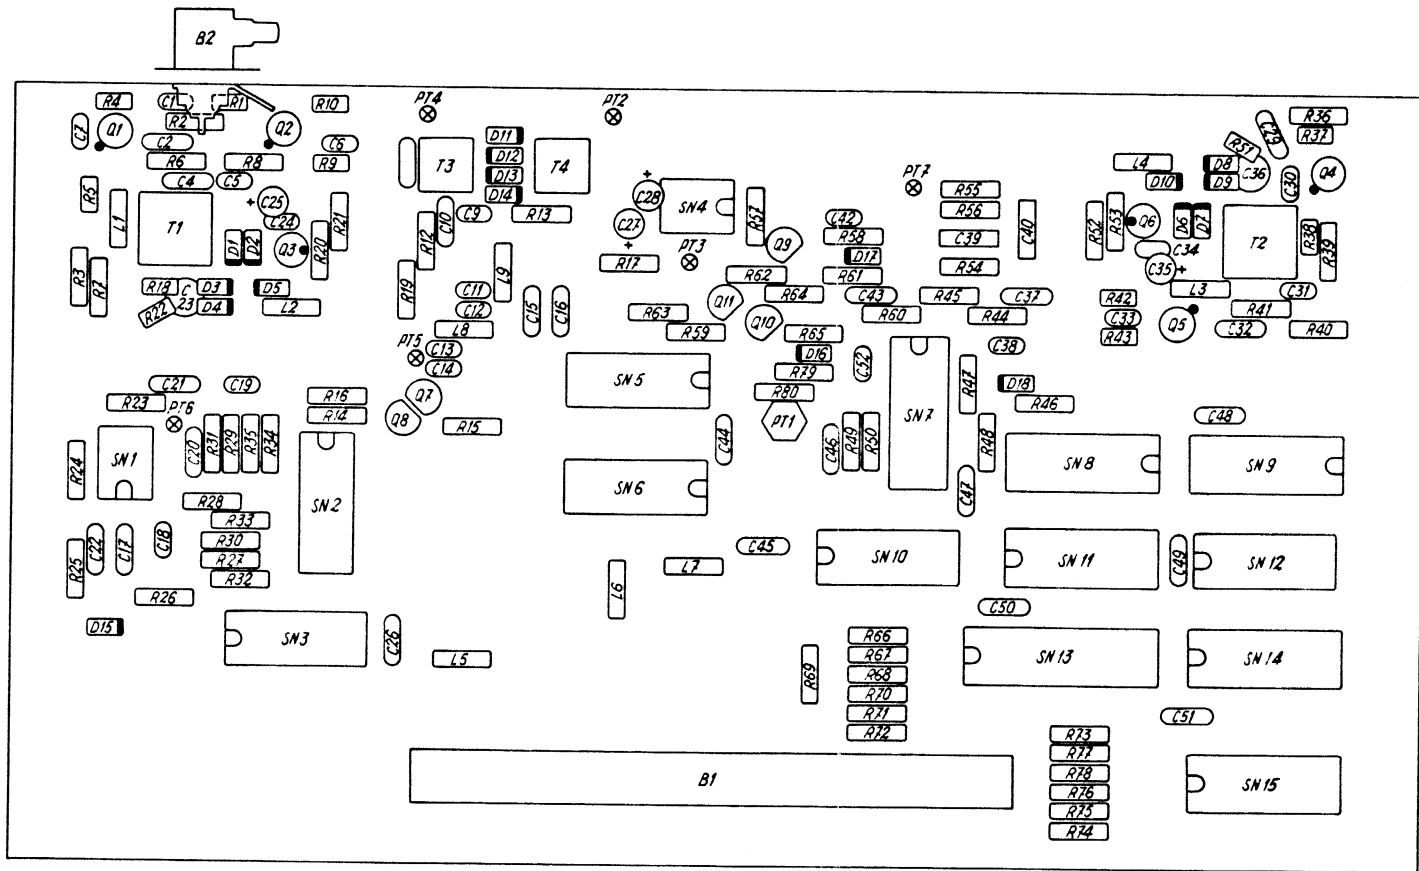 B2
R4
C1
R1
R10
PT4
PT2
C7
Q1
R2
Q2
C2
C6
R6
R8
R9
T3
D11
D12
D13
D14
T4
C29
R36
R37
R51
L4
D8
D10
D9
C36
C30
Q4
R5
C4
C5
L1
T1
C25
C24
R21
D1
D2
Q3
R20
R12
C10
C9
R13
+
C28
SN4
C27
+
R57
PT3
PT7
R55
R56
C39
C40
R54
C42
R58
D17
R61
Q9
R52
R53
Q6
D6
D7
C34
C35
+
T2
R38
R39
R3
R7
R18
C
23
D3
D4
D5
R22
L2
R19
L9
C11
C12
L8
C15
C16
R17
R62
Q11
R64
Q10
R63
R59
R65
C43
R60
R45
R44
C37
L3
R42
C33
R43
Q5
R41
C31
C32
R40
+
PT5
C13
C14
Q7
Q8
R15
SN5
D16
R79
R80
C52
PT1
SN7
R47
C38
D18
R46
R48
C21
C19
R23
PT6
R16
R14
R24
SN1
C20
R31
R29
R35
R34
SN2
C44
C46
R49
R50
C47
SN6
SN8
C48
SN9
R28
R33
R30
R27
R32
C22
C17
C18
R25
R26
D15
SN3
C26
L5
L6
L7
C45
SN10
SN11
C49
SN12
C50
R66
R67
R68
R70
R71
R72
R69
SN13
SN14
C51
R73
R77
R78
R76
R75
R74
B1
SN15